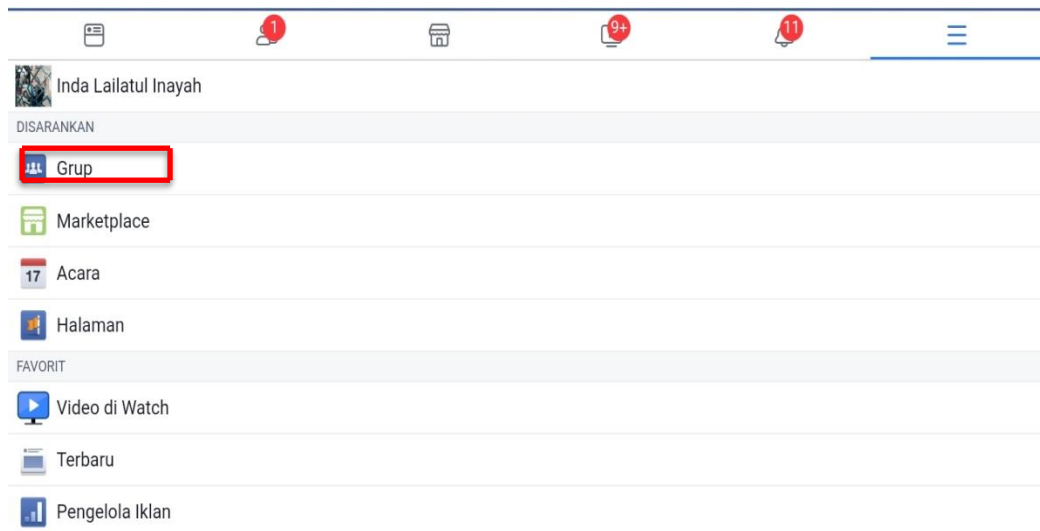 1
9+
11
Inda Lailatul Inayah
DISARANKAN
Grup
Marketplace
17 Acara
Halaman
FAVORIT
Video di Watch
Terbaru
Pengelola Iklan